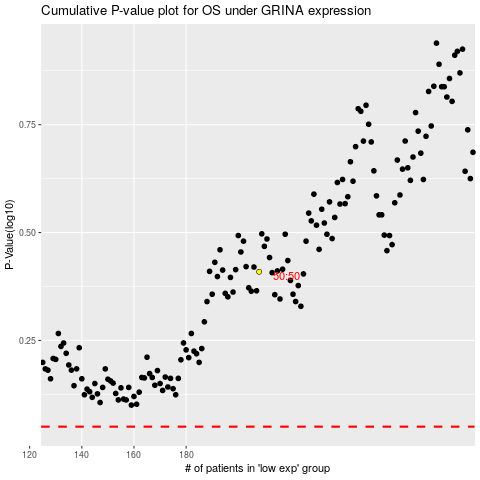 Cumulative P-value plot for OS under GRINA expression
P-Value(log10)
0.75
0.50
0.25
50:50
120 140 160 180
# of patients in 'low exp' group